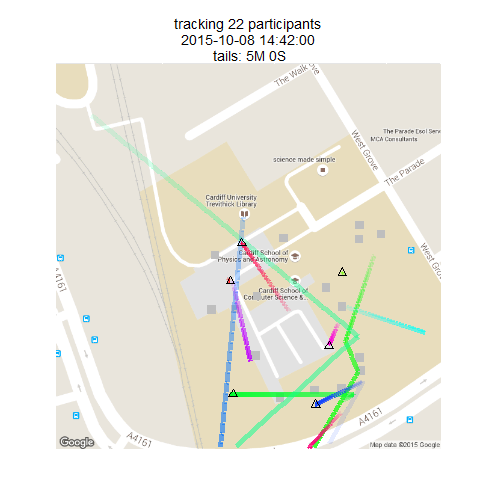 tracking 22 participants
2015-10-08 14:42:00
tails: 5M 0S
The Walk
West Grove
The Parade Esol Serv
MCA Consultants
science made simple
The Parade
Cardiff University
Trevithick Library
West Grove
Cardiff School of
Physics and Astronomy
Cardiff School of
Computer Science &...
A4161
A4161
A4161
Google
Map data ©2015 Google